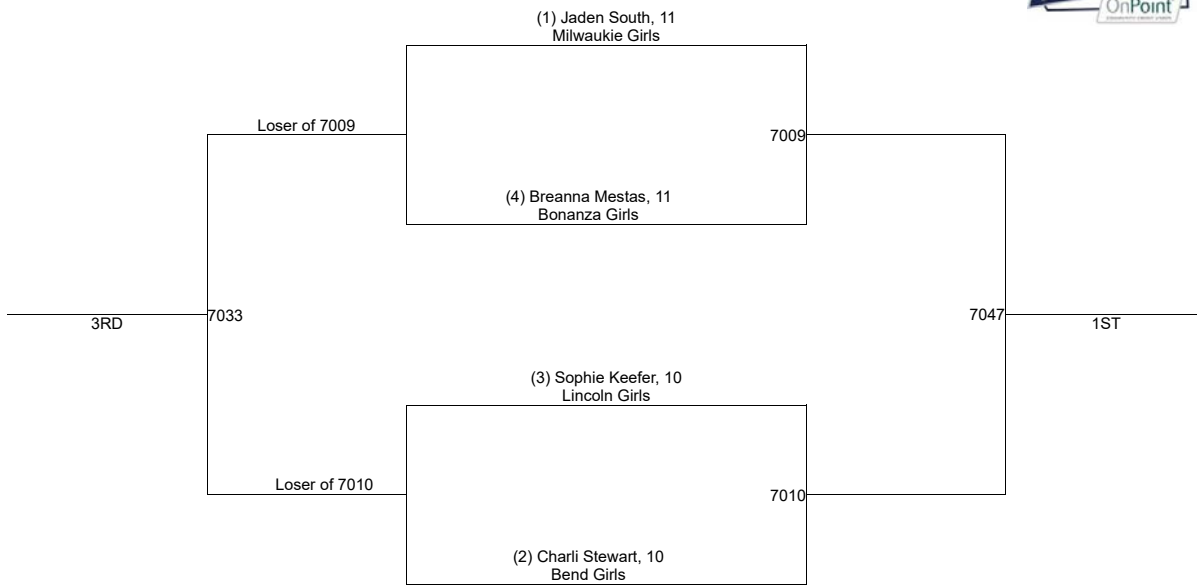 OnPoint
(1) Jaden South, 11
Milwaukie Girls
Loser of 7009
7009
(4) Breanna Mestas, 11
Bonanza Girls
3RD
7033
7047
1ST
(3) Sophie Keefer, 10
Lincoln Girls
Loser of 7010
7010
(2) Charli Stewart, 10
Bend Girls